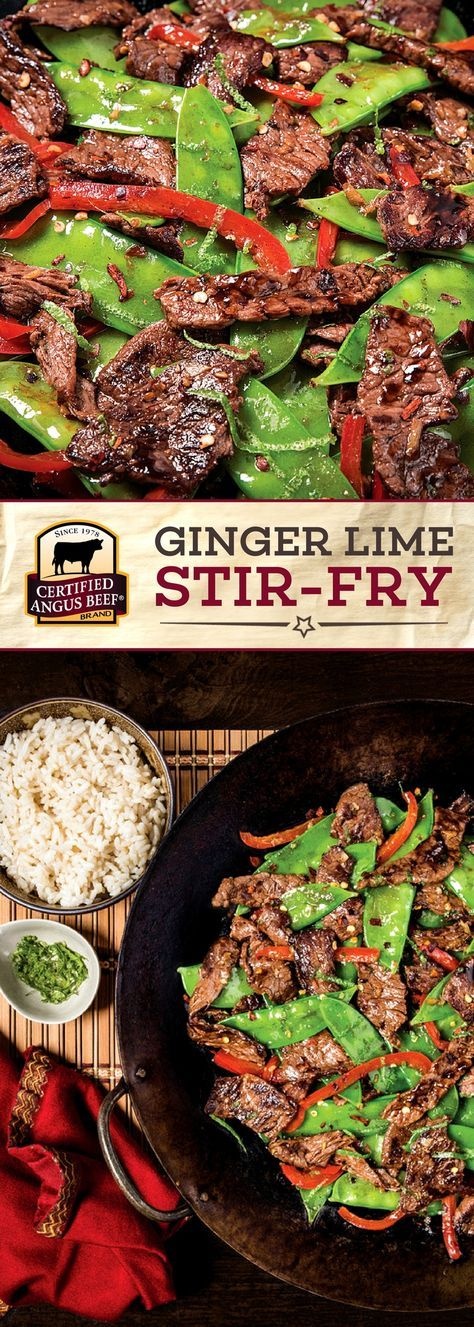 SINCE 1978
CERTIFIED
ANGUS BEEF®
BRAND
GINGER LIME
STIR-FRY